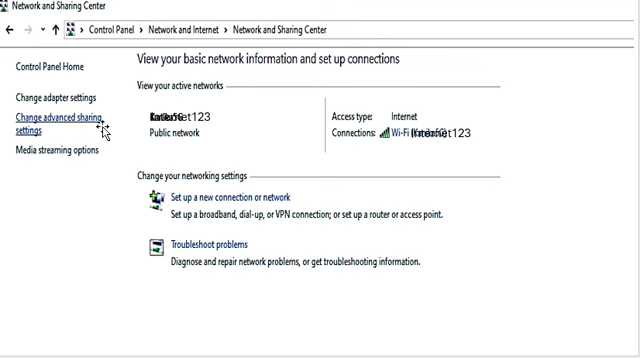 Network and Sharing Center
Control Panel > Network and Internet > Network and Sharing Center
Control Panel Home
Change adapter settings
Change advanced sharing
settings
Media streaming options
View your basic network information and set up connections
View your active networks
Public network
Access type: Internet
Connections: Wi-Fi
Change your networking settings
Set up a new connection or network
Set up a broadband, dial-up, or VPN connection; or set up a router or access point.
Troubleshoot problems
Diagnose and repair network problems, or get troubleshooting information.